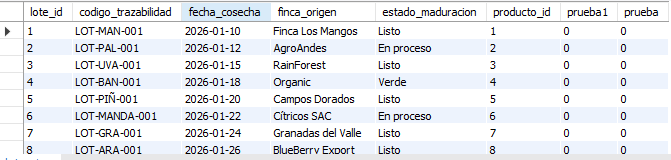 lote_id codigo_trazabilidad fecha_cosecha finca_origen estado_maduracion producto_id prueba1 prueba
1 LOT-MAN-001 2026-01-10 Finca Los Mangos Listo 1 0 0
2 LOT-PAL-001 2026-01-12 AgroAndes En proceso 2 0 0
3 LOT-UVA-001 2026-01-15 RainForest Listo 3 0 0
4 LOT-BAN-001 2026-01-18 Organic Verde 4 0 0
5 LOT-PIÑ-001 2026-01-20 Campos Dorados Listo 5 0 0
6 LOT-MANDA-001 2026-01-22 Cítricos SAC En proceso 6 0 0
7 LOT-GRA-001 2026-01-24 Granadas del Valle Listo 7 0 0
8 LOT-ARA-001 2026-01-26 BlueBerry Export Listo 8 0 0